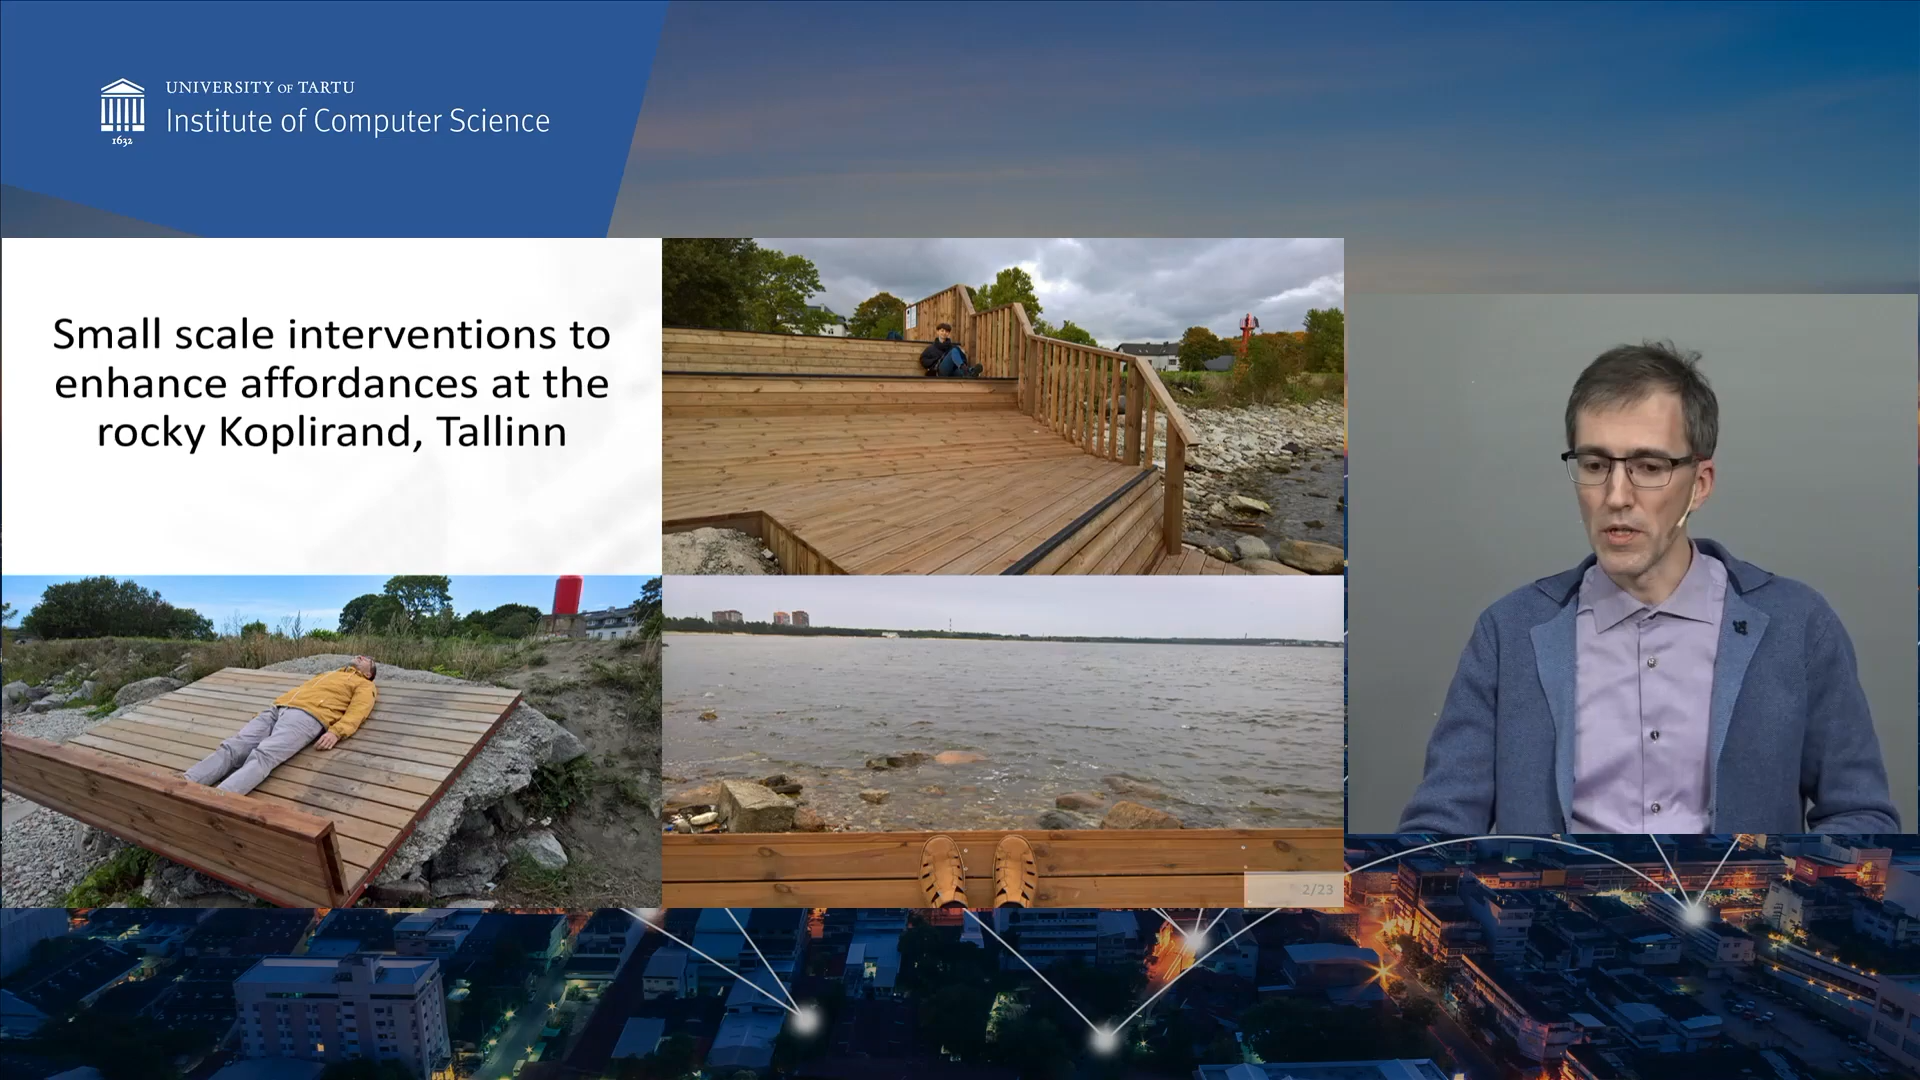 UNIVERSITY OF TARTU
Institute of Computer Science
1632
Small scale interventions to
enhance affordances at the
rocky Koplirand, Tallinn
2/23